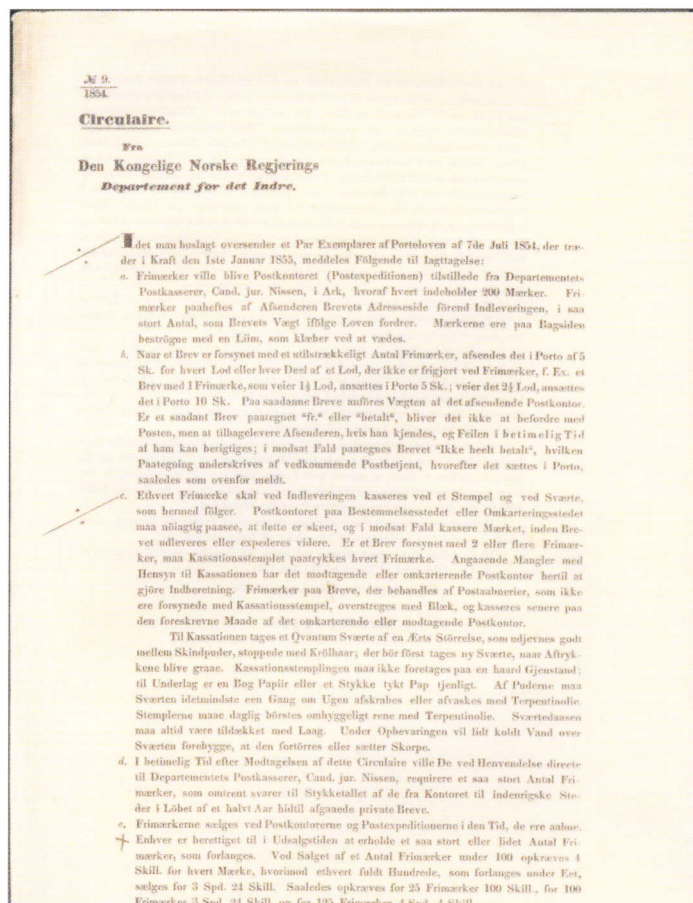 № 9.
1854.
Circulaire.
Fra
Den Kongelige Norske Regjerings
Departement for det Indre.
Idet man hoslagt oversender et Par Exemplarer af Portoloven af 7de Juli 1854, der træ-
der i Kraft den 1ste Januar 1855, meddeles Følgende til Iagttagelse:
a. Frimærker ville blive Postkontoret (Postexpeditionen) tilstillede fra Departementets
Postkasserer, Cand. jur. Nissen, i Ark, hvoraf hvert indeholder 200 Mærker. Fri-
mærker paaheftes af Afsenderen Brevets Adresseside förend Indleveringen, i saa
stort Antal, som Brevets Vægt ifölge Loven fordrer. Mærkerne ere paa Bagsiden
beströgne med en Liim, som klæber ved at vædes.
b. Naar et Brev er forsynet med et utilstrækkeligt Antal Frimærker, afsendes det i Porto af 5
Sk. for hvert Lod eller hver Deel af et Lod, der ikke er frigjort ved Frimærker, f. Ex. et
Brev med 1 Frimærke, som veier 1½ Lod, ansættes i Porto 5 Sk.; veier det 2½ Lod, ansættes
det i Porto 10 Sk. Paa saadanne Breve anföres Vægten af det afsendende Postkontor.
Er et saadant Brev paategnet "fr." eller "betalt", bliver det ikke at befordre med
Posten, men at tilbagelevere Afsenderen, hvis han kjendes, og Feilen i betimelig Tid
af ham kan berigtiges; i modsat Fald paategnes Brevet "Ikke heelt betalt", hvilken
Paategning underskrives af vedkommende Postbetjent, hvorefter det sættes i Porto,
saaledes som ovenfor meldt.
c. Ethvert Frimærke skal ved Indleveringen kasseres ved et Stempel og ved Sværte,
som hermed fölger. Postkontoret paa Bestemmelsesstedet eller Omkarteringsstedet
maa nöiagtig paasee, at dette er skeet, og i modsat Fald kassere Mærket, inden Bre-
vet udleveres eller expederes videre. Er et Brev forsynet med 2 eller flere Frimær-
ker, maa Kassationsstemplet paatrykkes hvert Frimærke. Angaaende Mangler med
Hensyn til Kassationen har det modtagende eller omkarterende Postkontor hertil at
gjöre Indberetning. Frimærker paa Breve, der behandles af Postaabnerier, som ikke
ere forsynede med Kassationsstempel, overstreges med Blæk, og kasseres senere paa
den foreskrevne Maade af det omkarterende eller modtagende Postkontor.
Til Kassationen tages et Qvantum Sværte af en Ærts Störrelse, som udjevnes godt
mellem Skindpuder, stoppede med Kröllhaar; der bör först tages ny Sværte, naar Aftryk-
kene blive graae. Kassationsstemplingen maa ikke foretages paa en haard Gjenstand;
til Underlag er en Bog Papiir eller et Stykke tykt Pap tjenligt. Af Puderne maa
Sværten idetmindste een Gang om Ugen afskrabes eller afvaskes med Terpentinolie.
Stemplerne maae daglig börstes omhyggeligt rene med Terpentinolie. Sværtedaasen
maa altid være tildækket med Laag. Under Opbevaringen vil lidt koldt Vand over
Sværten forebygge, at den fortörres eller sætter Skorpe.
d. I betimelig Tid efter Modtagelsen af dette Circulaire ville De ved Henvendelse directe
til Departementets Postkasserer, Cand. jur. Nissen, requirere et saa stort Antal Fri-
mærker, som omtrent svarer til Stykketallet af de fra Kontoret til indenrigske Ste-
der i Löbet af et halvt Aar hidtil afgaaede private Breve.
e. Frimærkerne sælges ved Postkontorerne og Postexpeditionerne i den Tid, de ere aabne.
Enhver er berettiget til i Udsalgstiden at erholde et saa stort eller lidet Antal Fri-
mærker, som forlanges. Ved Salget af et Antal Frimærker under 100 opkræves 4
Skill. for hvert Mærke, hvorimod ethvert fuldt Hundrede, som forlanges under Eet,
sælges for 3 Spd. 24 Skill. Saaledes opkræves for 25 Frimærker 100 Skill., for 100
Frimærker 3 Spd. 24 Skill. og for 125 Frimærker 4 Spd. 4 Skill.